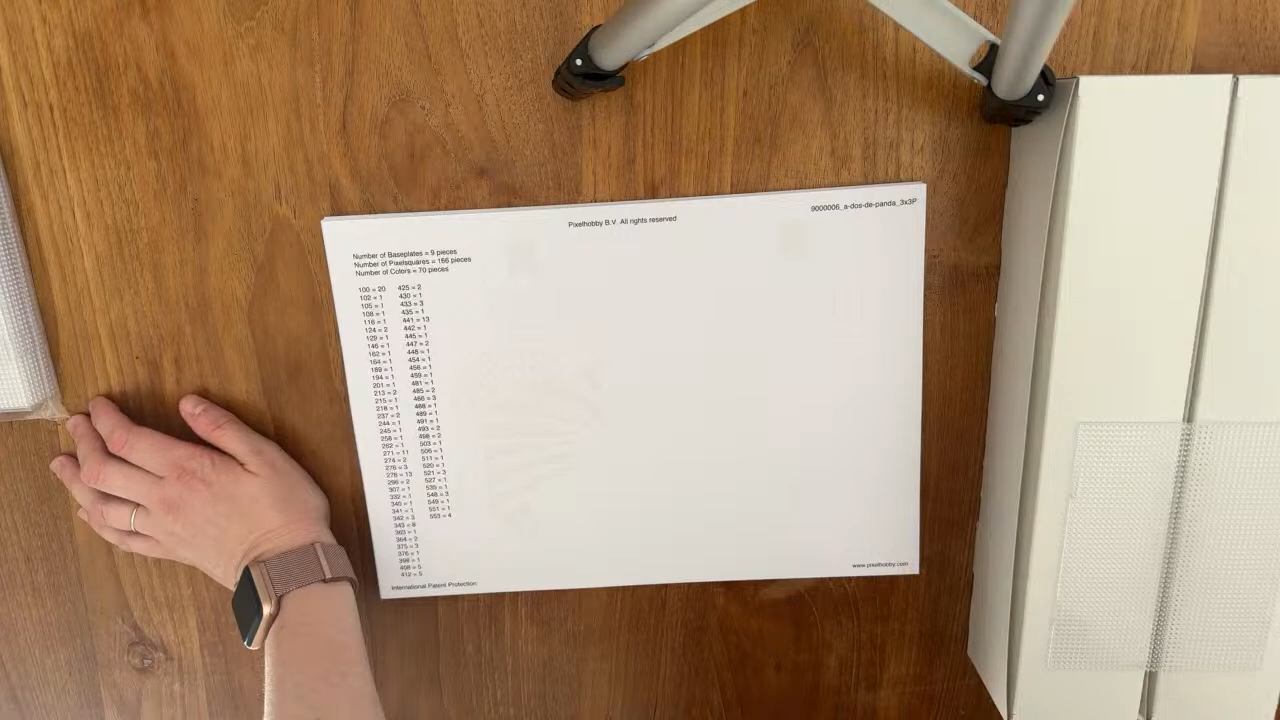 Pixelhobby B.V. All rights reserved
9000006_a-dos-de-panda_3x3P
Number of Baseplates = 9 pieces
Number of Pixelsquares = 166 pieces
Number of Colors = 70 pieces
100 = 20 425 = 2
102 = 1 430 = 1
105 = 1 433 = 3
108 = 1 435 = 1
116 = 1 441 = 13
124 = 2 442 = 1
129 = 1 445 = 1
146 = 1 447 = 2
162 = 1 448 = 1
164 = 1 454 = 1
189 = 1 456 = 1
194 = 1 459 = 1
201 = 1 481 = 1
213 = 2 485 = 2
215 = 1 486 = 3
218 = 1 488 = 1
237 = 2 489 = 1
244 = 1 491 = 1
245 = 1 493 = 2
258 = 1 498 = 2
262 = 1 503 = 1
271 = 11 506 = 1
274 = 2 511 = 1
276 = 3 520 = 1
278 = 13 521 = 3
296 = 2 527 = 1
307 = 1 535 = 1
332 = 1 548 = 3
340 = 1 549 = 1
341 = 1 551 = 1
342 = 3 553 = 4
343 = 8
363 = 1
364 = 2
375 = 3
376 = 1
398 = 1
408 = 5
412 = 5
International Patent Protection:
www.pixelhobby.com